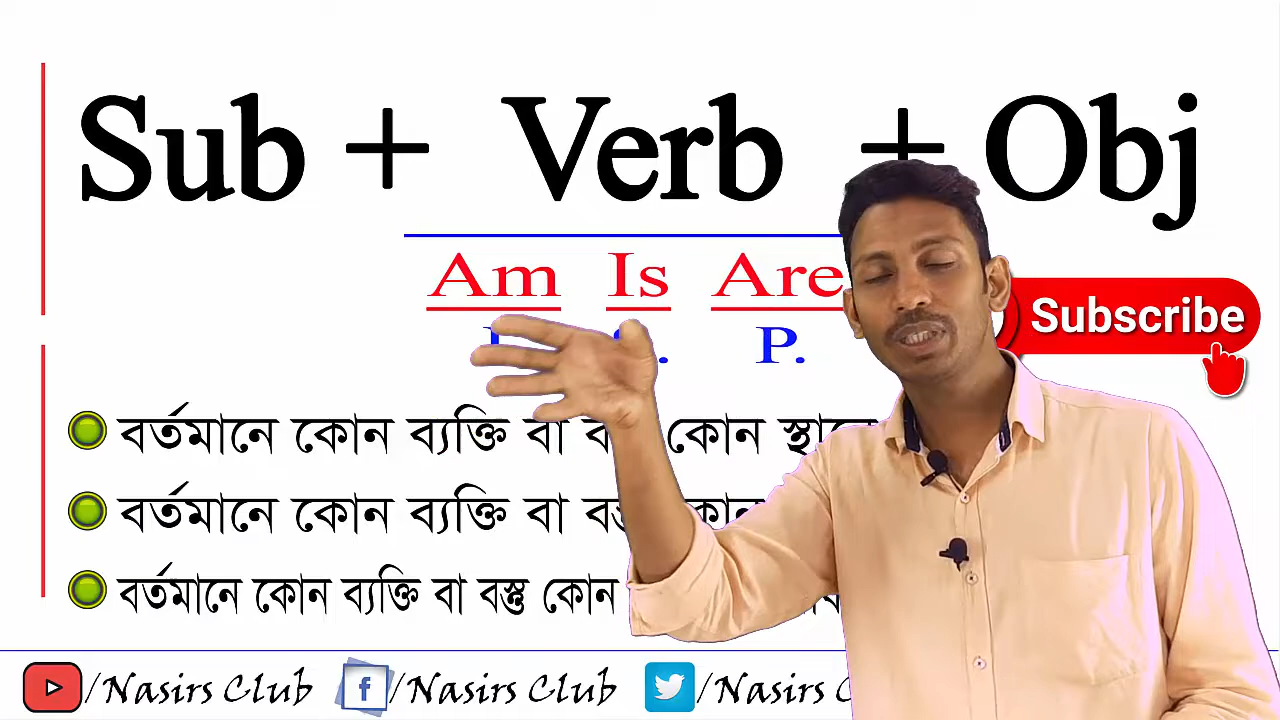 Sub + Verb + Obj
Am Is Are
P.
Subscribe
বর্তমানে কোন ব্যক্তি বা কোন
বর্তমানে কোন ব্যক্তি বা
বর্তমানে কোন ব্যক্তি বা বস্তু কোন
/Nasirs Club /Nasirs Club /Nasirs